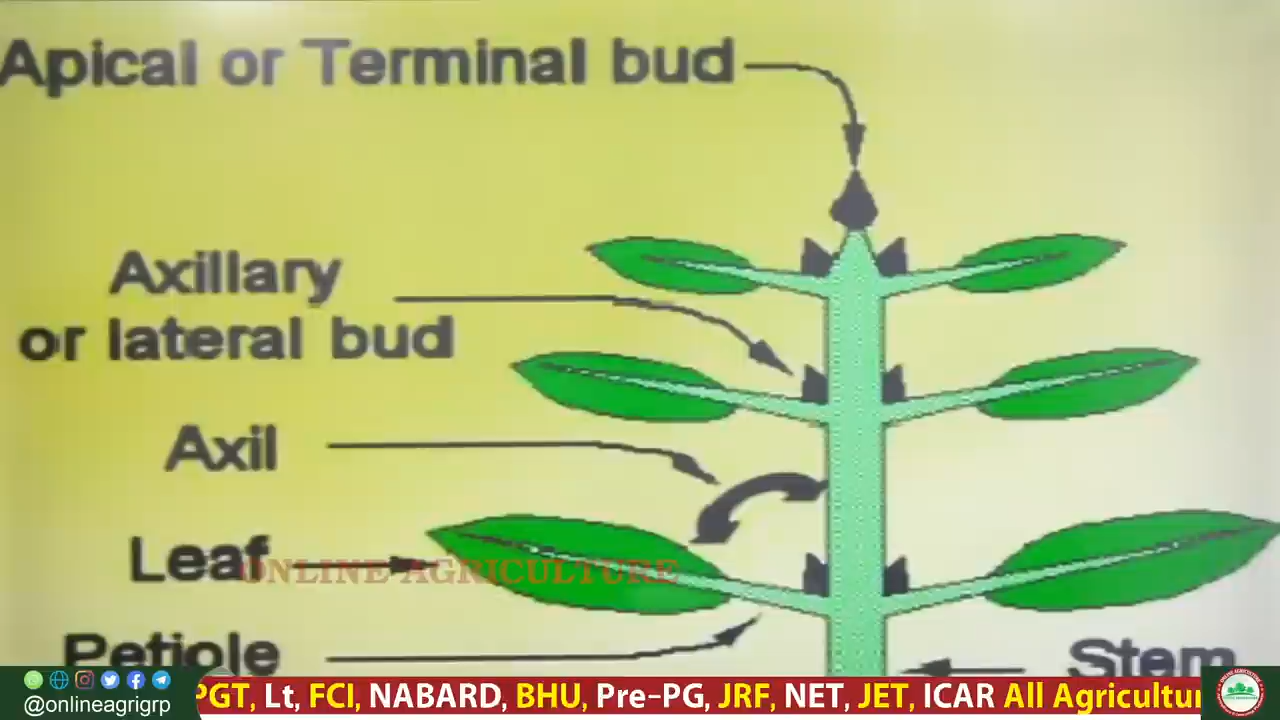 Apical or Terminal bud
Axillary
or lateral bud
Axil
Leaf
ONLINE AGRICULTURE
Petiole
Stem
@onlineagrigrp
PGT, Lt, FCI, NABARD, BHU, Pre-PG, JRF, NET, JET, ICAR All Agricultu